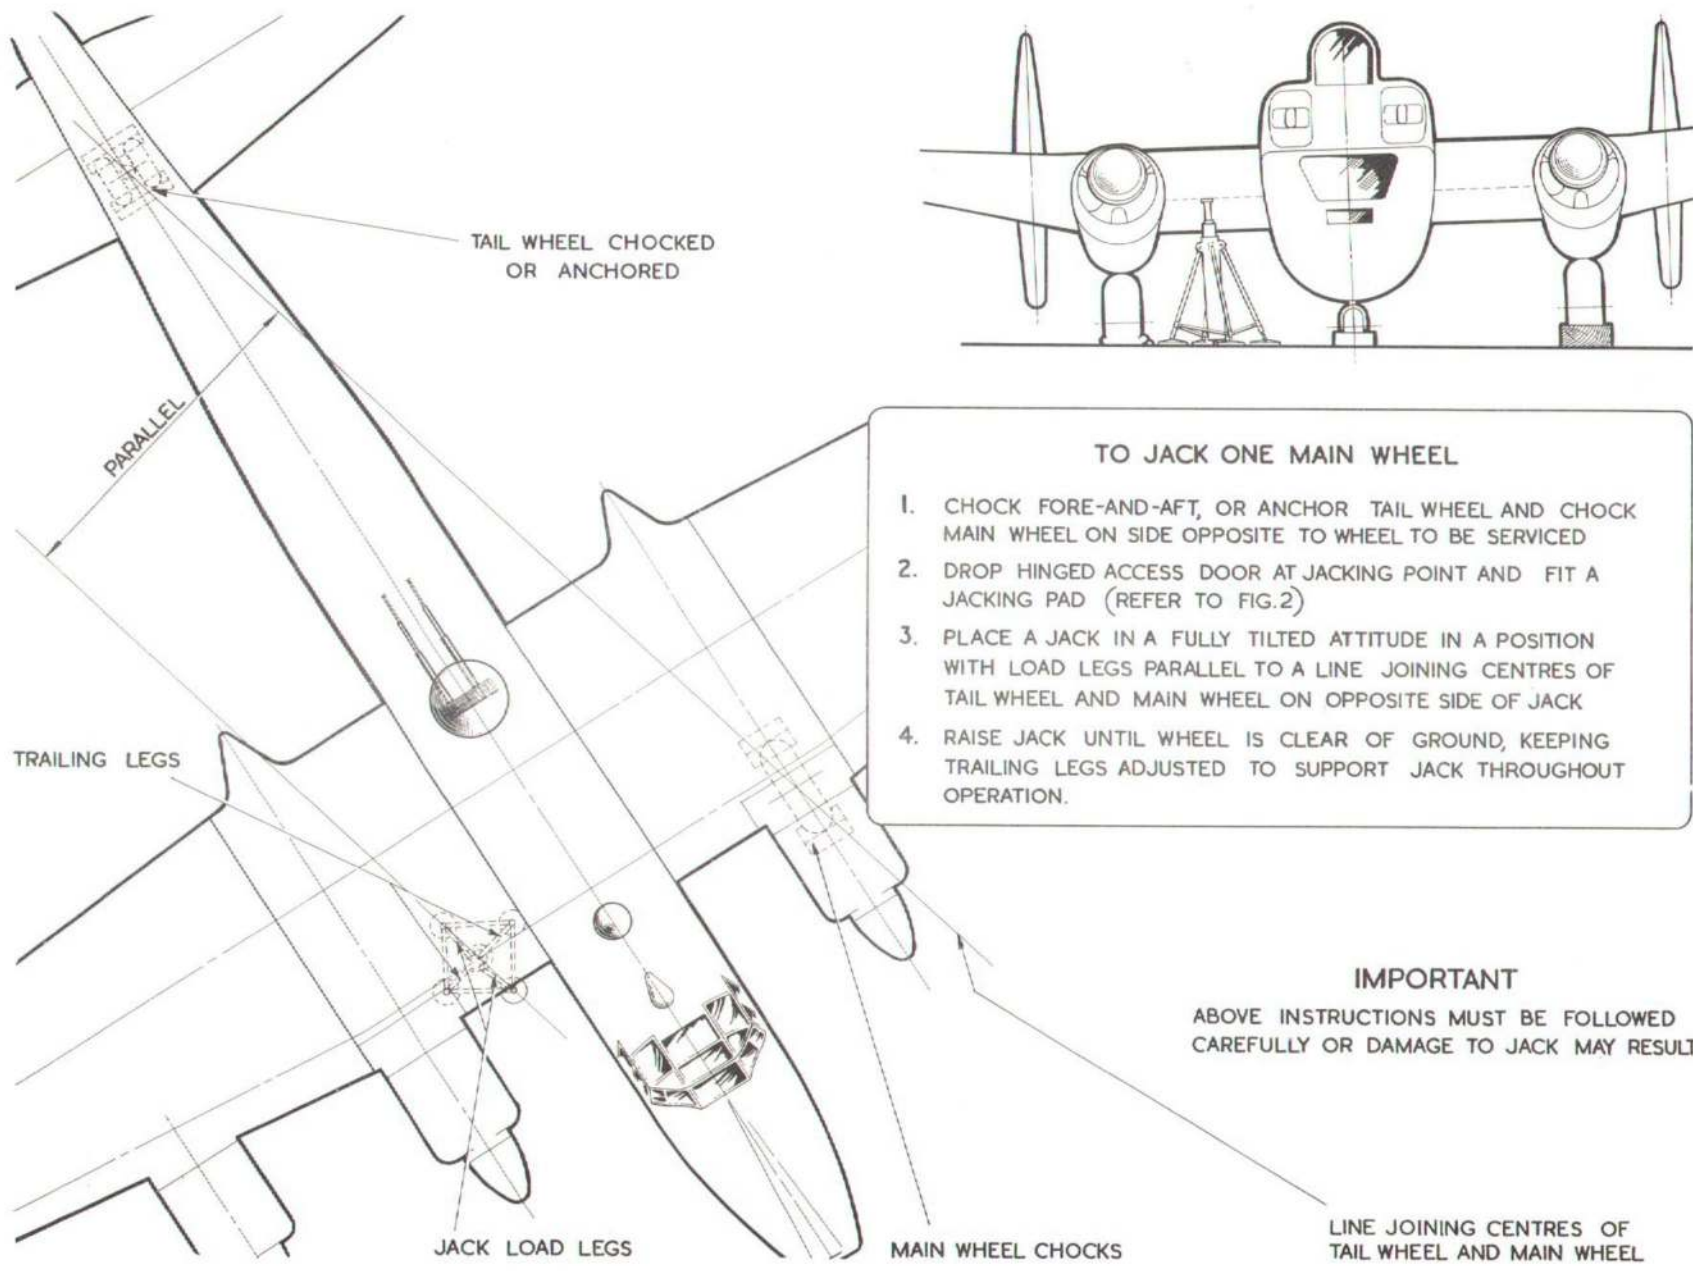 TAIL WHEEL CHOCKED
OR ANCHORED
PARALLEL
TO JACK ONE MAIN WHEEL
1. CHOCK FORE-AND-AFT, OR ANCHOR TAIL WHEEL AND CHOCK
MAIN WHEEL ON SIDE OPPOSITE TO WHEEL TO BE SERVICED
2. DROP HINGED ACCESS DOOR AT JACKING POINT AND FIT A
JACKING PAD (REFER TO FIG.2)
3. PLACE A JACK IN A FULLY TILTED ATTITUDE IN A POSITION
WITH LOAD LEGS PARALLEL TO A LINE JOINING CENTRES OF
TAIL WHEEL AND MAIN WHEEL ON OPPOSITE SIDE OF JACK
4. RAISE JACK UNTIL WHEEL IS CLEAR OF GROUND, KEEPING
TRAILING LEGS ADJUSTED TO SUPPORT JACK THROUGHOUT
OPERATION.
TRAILING LEGS
IMPORTANT
ABOVE INSTRUCTIONS MUST BE FOLLOWED
CAREFULLY OR DAMAGE TO JACK MAY RESULT
JACK LOAD LEGS
MAIN WHEEL CHOCKS
LINE JOINING CENTRES OF
TAIL WHEEL AND MAIN WHEEL